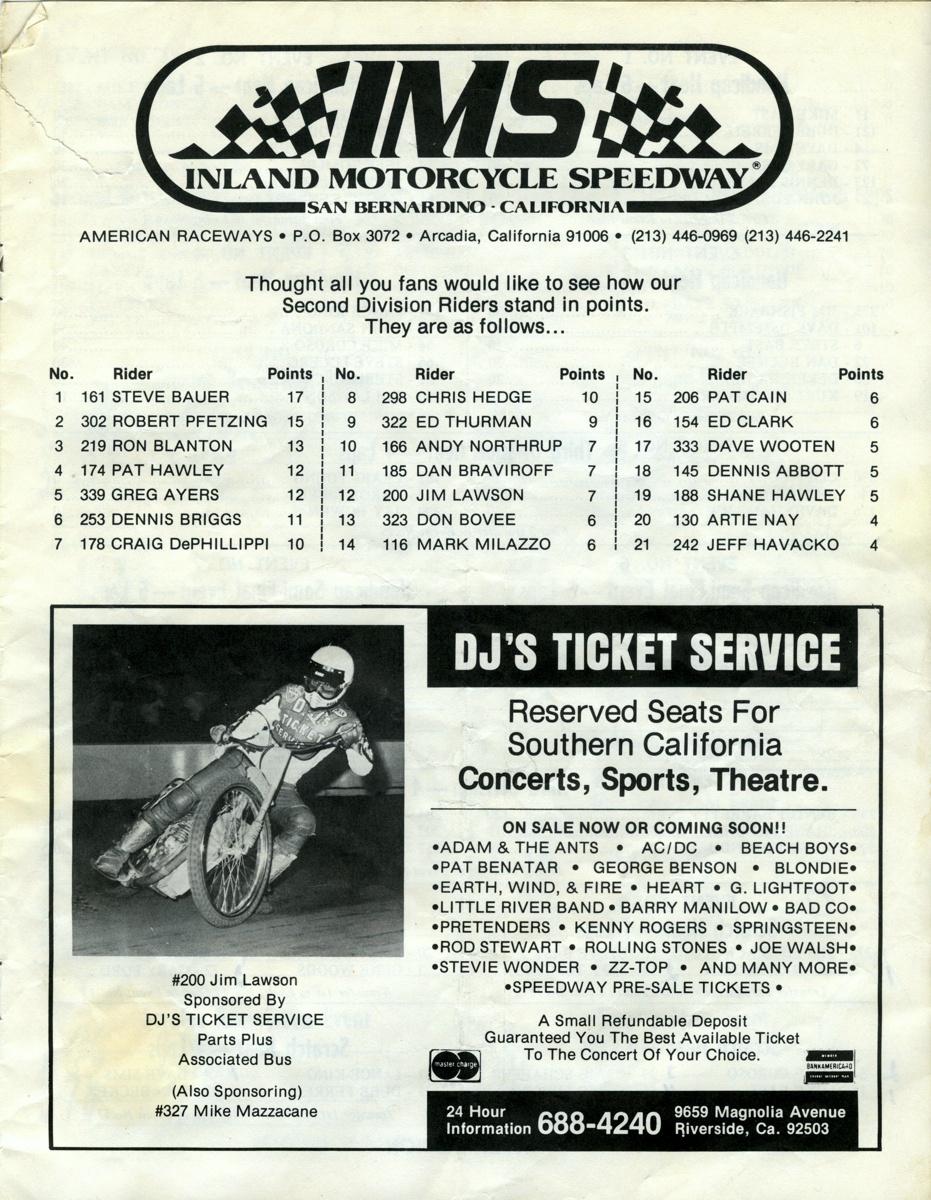 IMS
INLAND MOTORCYCLE SPEEDWAY®
SAN BERNARDINO · CALIFORNIA
AMERICAN RACEWAYS • P.O. Box 3072 • Arcadia, California 91006 • (213) 446-0969 (213) 446-2241
Thought all you fans would like to see how our
Second Division Riders stand in points.
They are as follows...
No. Rider Points
1 161 STEVE BAUER 17
2 302 ROBERT PFETZING 15
3 219 RON BLANTON 13
4 174 PAT HAWLEY 12
5 339 GREG AYERS 12
6 253 DENNIS BRIGGS 11
7 178 CRAIG DePHILLIPPI 10
No. Rider Points
8 298 CHRIS HEDGE 10
9 322 ED THURMAN 9
10 166 ANDY NORTHRUP 7
11 185 DAN BRAVIROFF 7
12 200 JIM LAWSON 7
13 323 DON BOVEE 6
14 116 MARK MILAZZO 6
No. Rider Points
15 206 PAT CAIN 6
16 154 ED CLARK 6
17 333 DAVE WOOTEN 5
18 145 DENNIS ABBOTT 5
19 188 SHANE HAWLEY 5
20 130 ARTIE NAY 4
21 242 JEFF HAVACKO 4
DJ'S
TICKET
SERVICE
#200 Jim Lawson
Sponsored By
DJ'S TICKET SERVICE
Parts Plus
Associated Bus
(Also Sponsoring)
#327 Mike Mazzacane
DJ'S TICKET SERVICE
Reserved Seats For
Southern California
Concerts, Sports, Theatre.
ON SALE NOW OR COMING SOON!!
•ADAM & THE ANTS • AC/DC • BEACH BOYS•
•PAT BENATAR • GEORGE BENSON • BLONDIE•
•EARTH, WIND, & FIRE • HEART • G. LIGHTFOOT•
•LITTLE RIVER BAND • BARRY MANILOW • BAD CO•
•PRETENDERS • KENNY ROGERS • SPRINGSTEEN•
•ROD STEWART • ROLLING STONES • JOE WALSH•
•STEVIE WONDER • ZZ-TOP • AND MANY MORE•
•SPEEDWAY PRE-SALE TICKETS •
A Small Refundable Deposit
Guaranteed You The Best Available Ticket
To The Concert Of Your Choice.
master charge
BANKAMERICARD
24 Hour
Information 688-4240
9659 Magnolia Avenue
Riverside, Ca. 92503